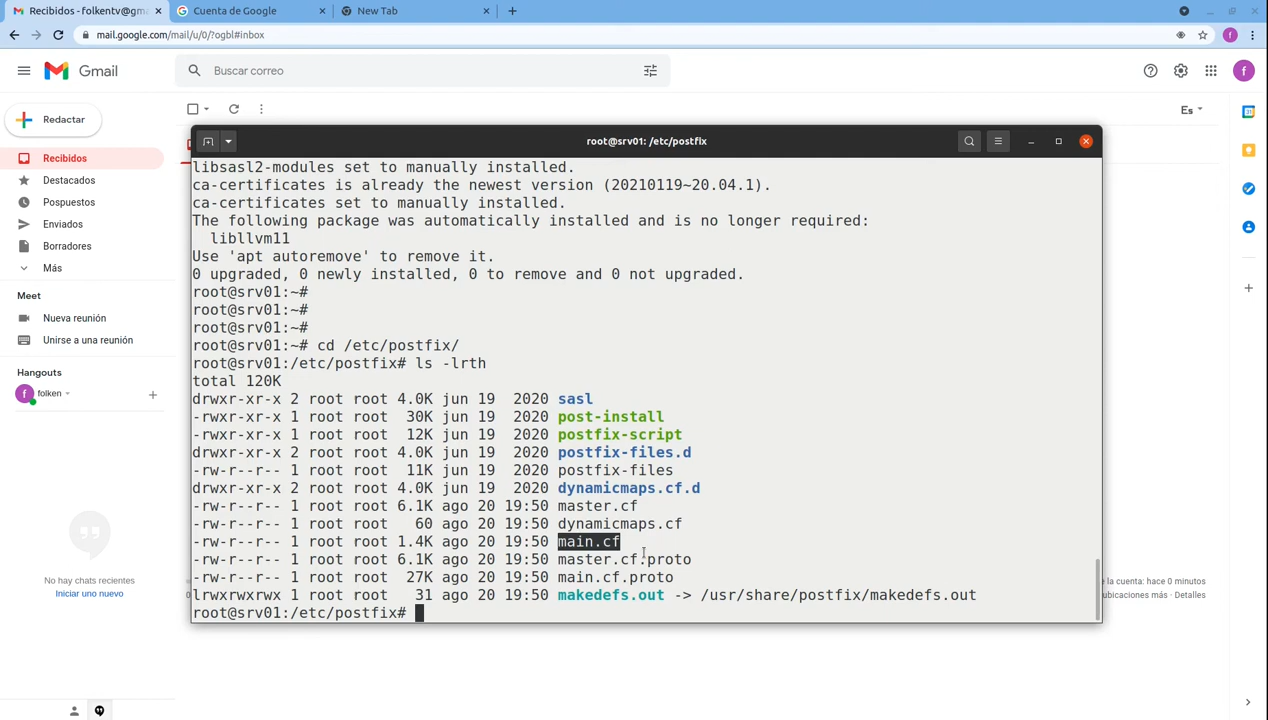 Recibidos - folkentv@gm
Cuenta de Google
New Tab
mail.google.com/mail/u/0/?ogbl#inbox
f
Gmail
Buscar correo
f
Redactar
Es
Recibidos
Destacados
Pospuestos
Enviados
Borradores
Más
Meet
Nueva reunión
Unirse a una reunión
Hangouts
f
folken
No hay chats recientes
Iniciar uno nuevo
root@srv01: /etc/postfix
libsasl2-modules set to manually installed.
ca-certificates is already the newest version (20210119~20.04.1).
ca-certificates set to manually installed.
The following package was automatically installed and is no longer required:
libllvm11
Use 'apt autoremove' to remove it.
0 upgraded, 0 newly installed, 0 to remove and 0 not upgraded.
root@srv01:~#
root@srv01:~#
root@srv01:~#
root@srv01:~# cd /etc/postfix/
root@srv01:/etc/postfix# ls -lrth
total 120K
drwxr-xr-x 2 root root 4.0K jun 19  2020 sasl
-rwxr-xr-x 1 root root  30K jun 19  2020 post-install
-rwxr-xr-x 1 root root  12K jun 19  2020 postfix-script
drwxr-xr-x 2 root root 4.0K jun 19  2020 postfix-files.d
-rw-r--r-- 1 root root  11K jun 19  2020 postfix-files
drwxr-xr-x 2 root root 4.0K jun 19  2020 dynamicmaps.cf.d
-rw-r--r-- 1 root root 6.1K ago 20 19:50 master.cf
-rw-r--r-- 1 root root   60 ago 20 19:50 dynamicmaps.cf
-rw-r--r-- 1 root root 1.4K ago 20 19:50 main.cf
-rw-r--r-- 1 root root 6.1K ago 20 19:50 master.cf.proto
-rw-r--r-- 1 root root  27K ago 20 19:50 main.cf.proto
lrwxrwxrwx 1 root root   31 ago 20 19:50 makedefs.out -> /usr/share/postfix/makedefs.out
root@srv01:/etc/postfix#
e la cuenta: hace 0 minutos
ubicaciones más · Detalles